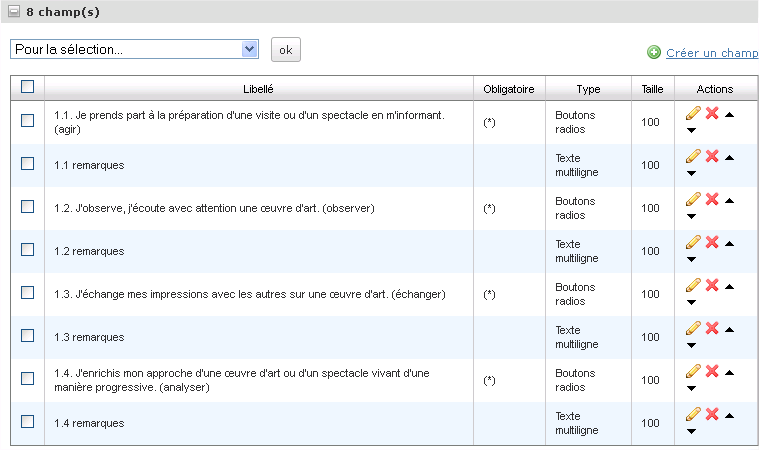 8 champ(s)
Pour la sélection...
ok
Créer un champ
Libellé Obligatoire Type Taille Actions
1.1. Je prends part à la préparation d'une visite ou d'un spectacle en m'informant.
(agir)
(*)
Boutons
radios
100
1.1 remarques
Texte
multiligne
100
1.2. J'observe, j'écoute avec attention une œuvre d'art. (observer)
(*)
Boutons
radios
100
1.2 remarques
Texte
multiligne
100
1.3. J'échange mes impressions avec les autres sur une œuvre d'art. (échanger)
(*)
Boutons
radios
100
1.3 remarques
Texte
multiligne
100
1.4. J'enrichis mon approche d'une œuvre d'art ou d'un spectacle vivant d'une
manière progressive. (analyser)
(*)
Boutons
radios
100
1.4 remarques
Texte
multiligne
100